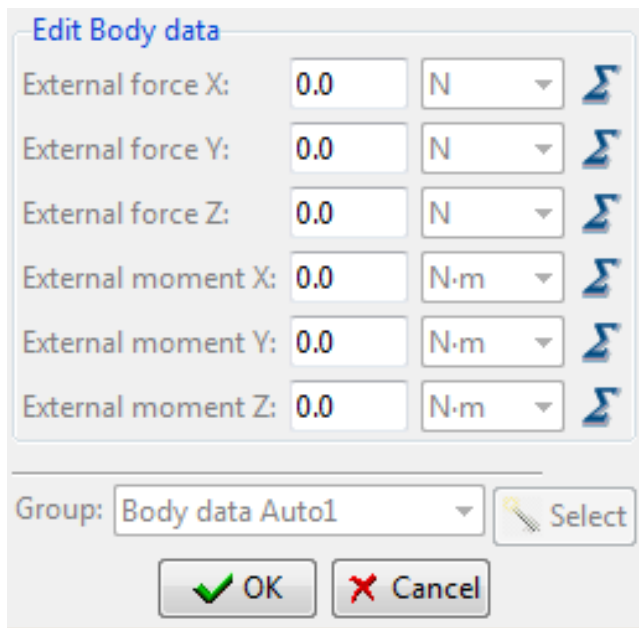 Edit Body data
External force X: 0.0 N Σ
External force Y: 0.0 N Σ
External force Z: 0.0 N Σ
External moment X: 0.0 N·m Σ
External moment Y: 0.0 N·m Σ
External moment Z: 0.0 N·m Σ
Group: Body data Auto1 Select
OK Cancel